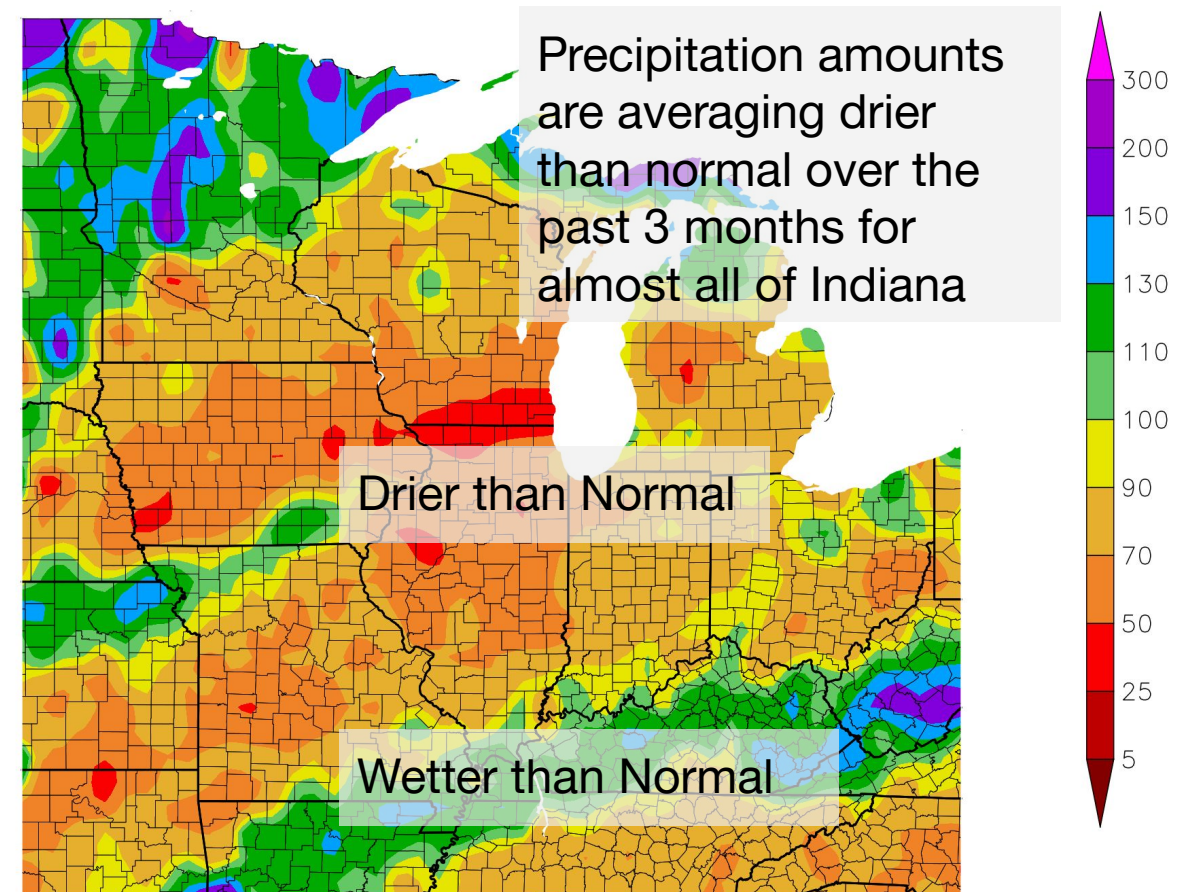 Precipitation amounts
are averaging drier
than normal over the
past 3 months for
almost all of Indiana
Drier than Normal
Wetter than Normal
300
200
150
130
110
100
90
70
50
25
5